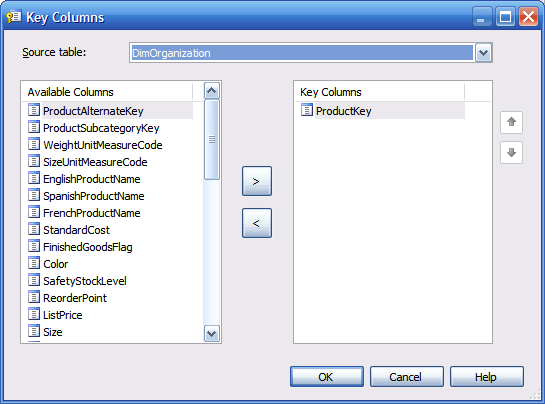 Key Columns
Source table:
DimOrganization
Available Columns
ProductAlternateKey
ProductSubcategoryKey
WeightUnitMeasureCode
SizeUnitMeasureCode
EnglishProductName
SpanishProductName
FrenchProductName
StandardCost
FinishedGoodsFlag
Color
SafetyStockLevel
ReorderPoint
ListPrice
Size
>
<
Key Columns
ProductKey
OK
Cancel
Help